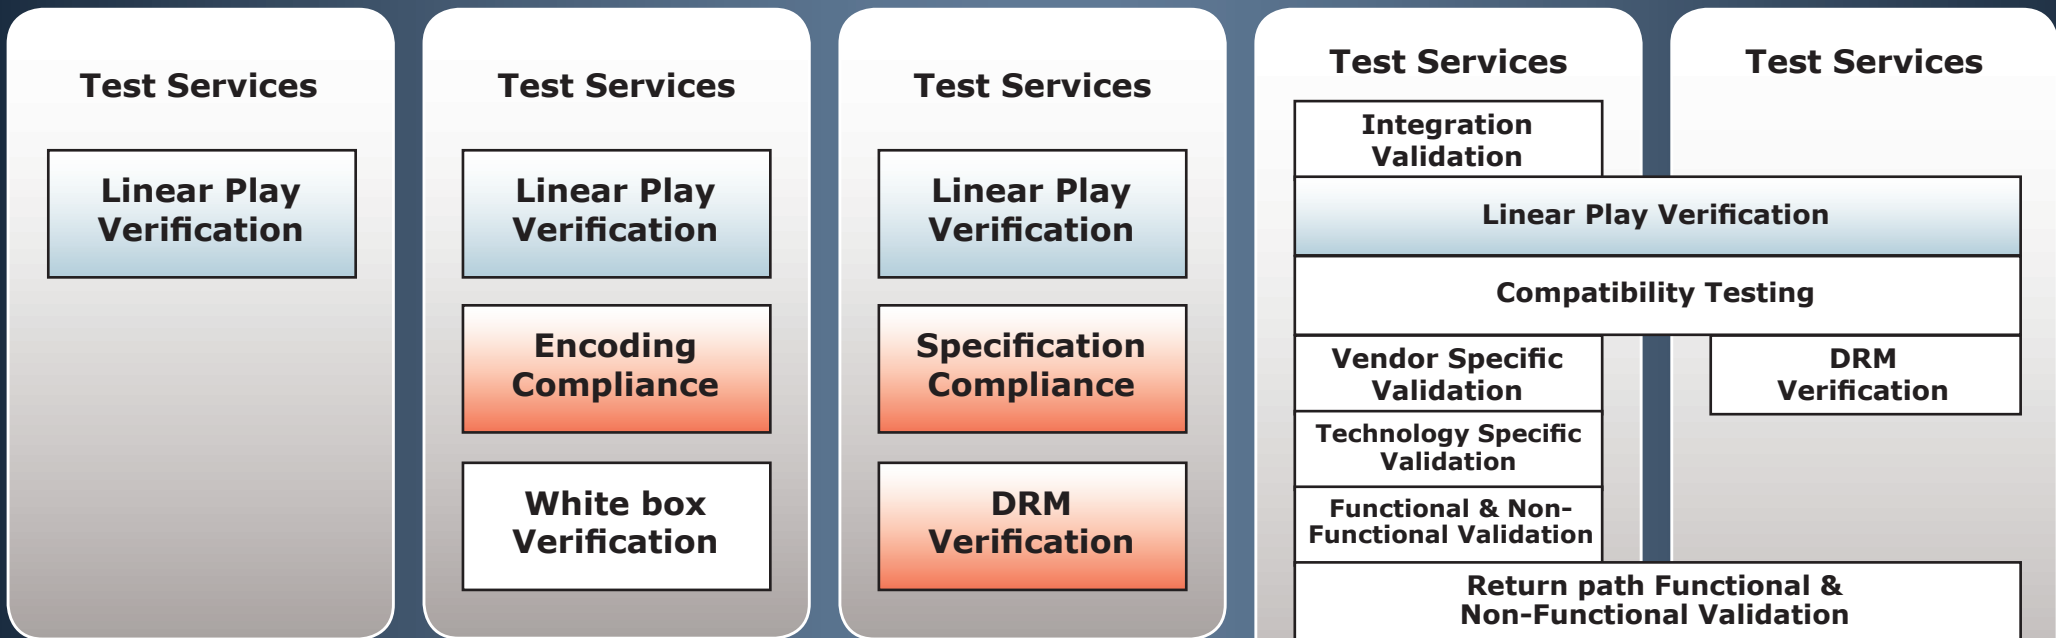 Test Services
Linear Play
Verification
Test Services
Linear Play
Verification
Encoding
Compliance
White box
Verification
Test Services
Linear Play
Verification
Specification
Compliance
DRM
Verification
Test Services
Test Services
Integration
Validation
Linear Play Verification
Compatibility Testing
Vendor Specific
Validation
DRM
Verification
Technology Specific
Validation
Functional & Non-
Functional Validation
Return path Functional &
Non-Functional Validation